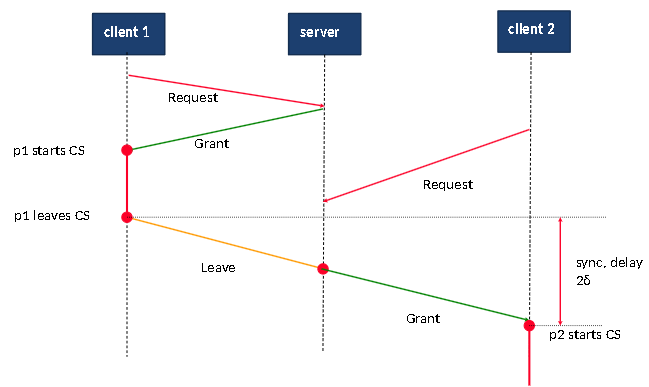 client 1
server
client 2
Request
Grant
p1 starts CS
Request
p1 leaves CS
Leave
sync, delay
2δ
Grant
p2 starts CS